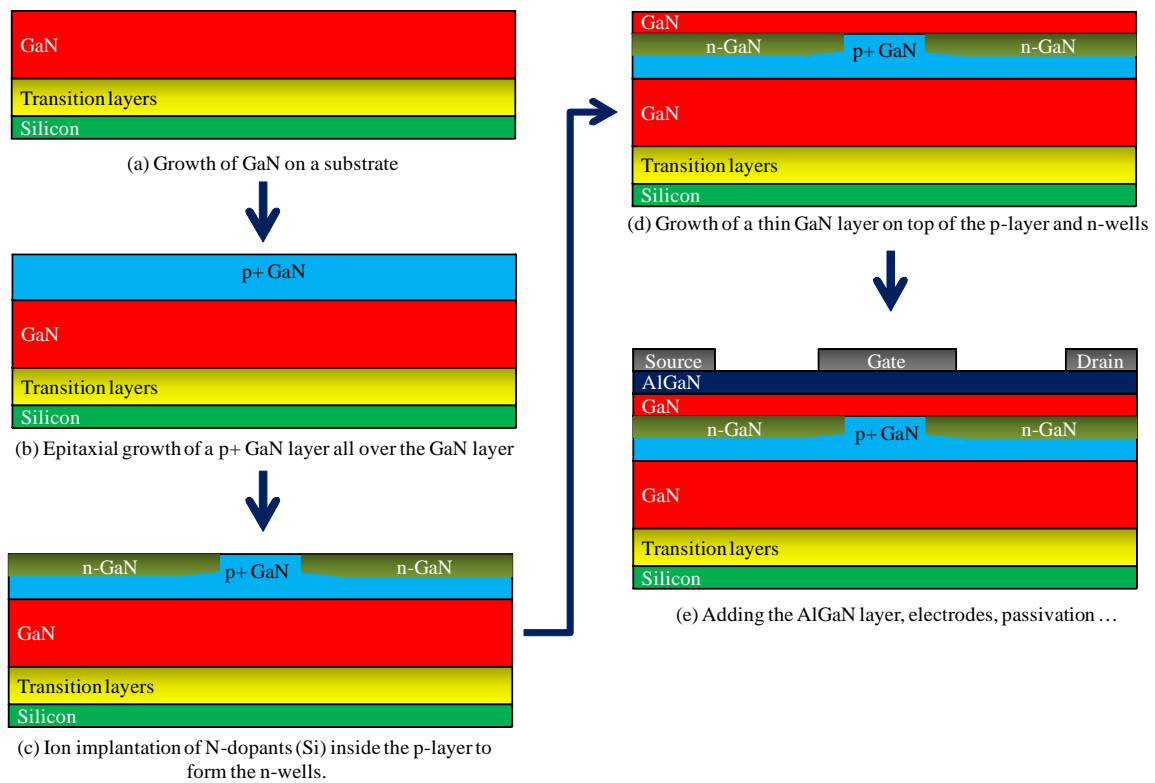 GaN
Transition layers
Silicon
(a) Growth of GaN on a substrate
p+ GaN
GaN
Transition layers
Silicon
(b) Epitaxial growth of a p+ GaN layer all over the GaN layer
n-GaN p+ GaN n-GaN
GaN
Transition layers
Silicon
(c) Ion implantation of N-dopants (Si) inside the p-layer to
form the n-wells.
GaN
n-GaN p+ GaN n-GaN
GaN
Transition layers
Silicon
(d) Growth of a thin GaN layer on top of the p-layer and n-wells
Source Gate Drain
AlGaN
GaN
n-GaN p+ GaN n-GaN
GaN
Transition layers
Silicon
(e) Adding the AlGaN layer, electrodes, passivation …